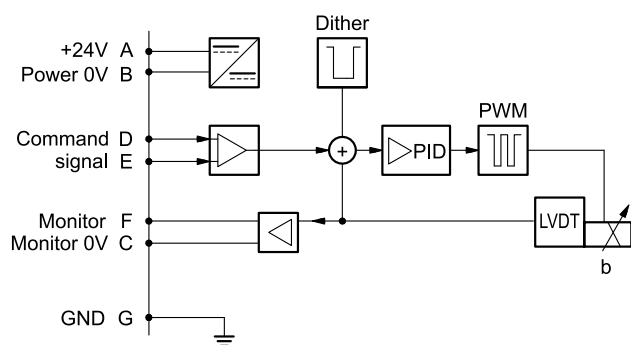 Dither
+24V A
Power 0V B
PWM
Command D
signal E
+
PID
LVDT
Monitor F
Monitor 0V C
b
GND G